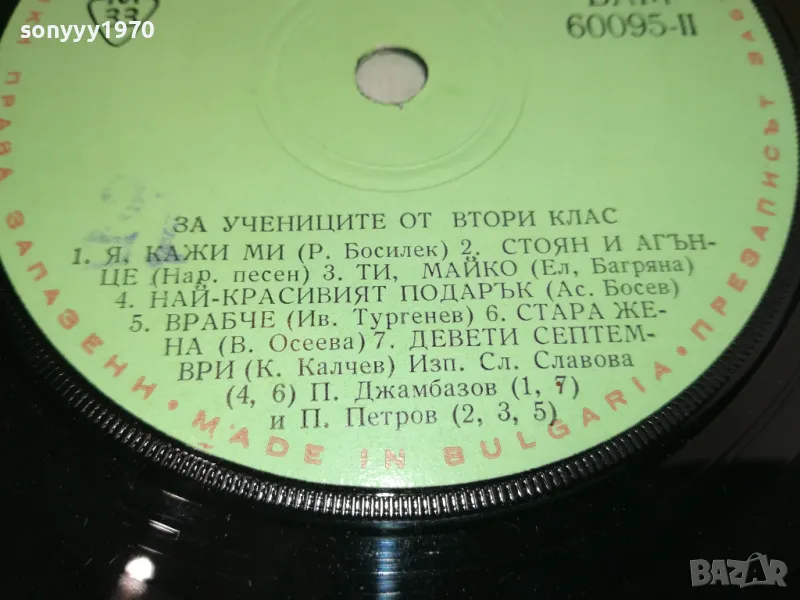 sonyyy1970
M
33
60095-II
ЗА УЧЕНИЦИТЕ ОТ ВТОРИ КЛАС
1. Я, КАЖИ МИ (Р. Босилек) 2. СТОЯН И АГЪН-
ЦЕ (Нар. песен) 3. ТИ, МАЙКО (Ел, Багряна)
4. НАЙ-КРАСИВИЯТ ПОДАРЪК (Ас. Босев)
5. ВРАБЧЕ (Ив. Тургенев) 6. СТАРА ЖЕ-
НА (В. Осеева) 7. ДЕВЕТИ СЕПТЕМ-
ВРИ (К. Калчев) Изп. Сл. Славова
(4, 6) П. Джамбазов (1, 7)
и П. Петров (2, 3, 5)
ПРАВА ЗАПАЗЕНИ • MADE IN BULGARIA • ПРЕЗАПИСЪТ ЗАБ
BAZAR